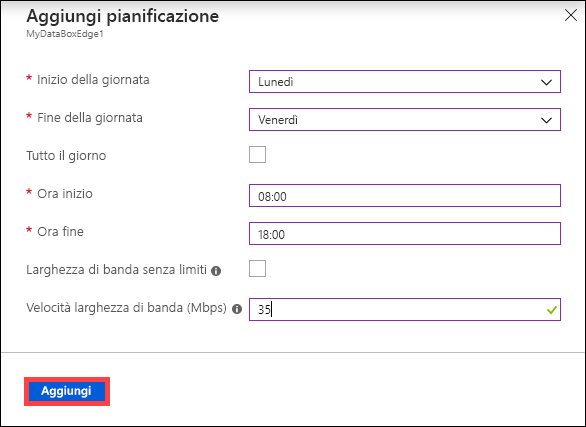 Aggiungi pianificazione
MyDataBoxEdge1
* Inizio della giornata Lunedì
* Fine della giornata Venerdì
Tutto il giorno
* Ora inizio 08:00
* Ora fine 18:00
Larghezza di banda senza limiti
Velocità larghezza di banda (Mbps) 35
Aggiungi